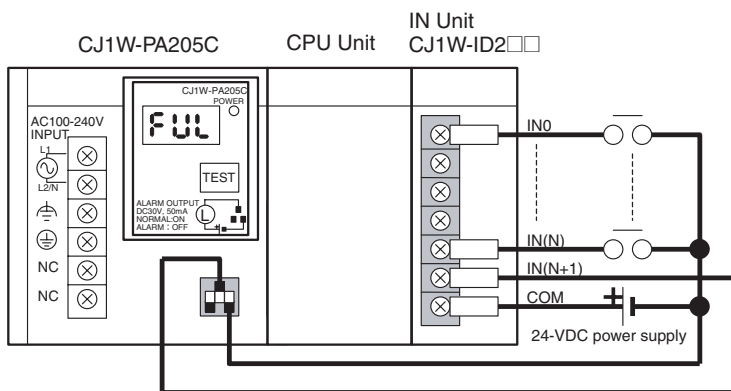 IN Unit
CJ1W-PA205C
CPU Unit
CJ1W-ID2□□
CJ1W-PA205C
POWER
AC100-240V
INPUT
L1
L2/N
FUL
TEST
ALARM OUTPUT
DC30V, 50mA
NORMAL:ON
ALARM : OFF
L
+
NC
NC
IN0
IN(N)
IN(N+1)
COM
+
24-VDC power supply